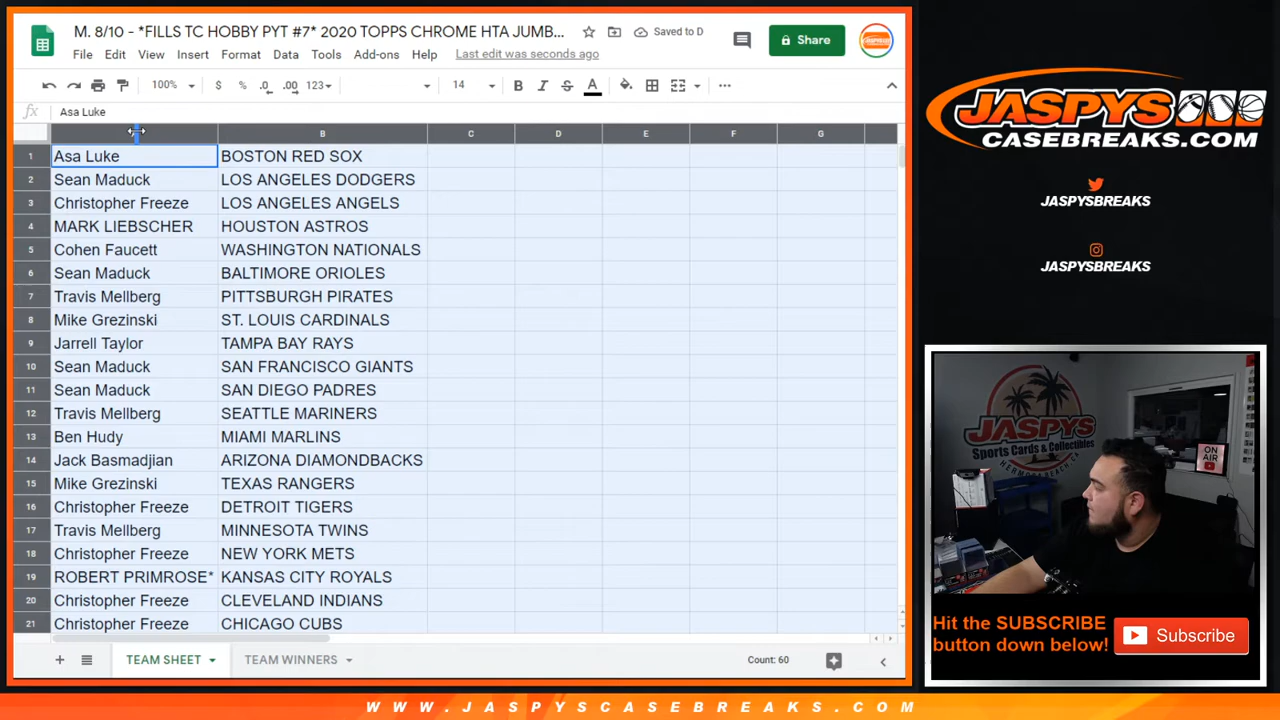 M. 8/10 - *FILLS TC HOBBY PYT #7* 2020 TOPPS CHROME HTA JUMB...
Saved to D
Share
File Edit View Insert Format Data Tools Add-ons Help Last edit was seconds ago
100% $ % .0 .00 123 14 B I S A
fx Asa Luke
B C D E F G
1 Asa Luke BOSTON RED SOX
2 Sean Maduck LOS ANGELES DODGERS
3 Christopher Freeze LOS ANGELES ANGELS
4 MARK LIEBSCHER HOUSTON ASTROS
5 Cohen Faucett WASHINGTON NATIONALS
6 Sean Maduck BALTIMORE ORIOLES
7 Travis Mellberg PITTSBURGH PIRATES
8 Mike Grezinski ST. LOUIS CARDINALS
9 Jarrell Taylor TAMPA BAY RAYS
10 Sean Maduck SAN FRANCISCO GIANTS
11 Sean Maduck SAN DIEGO PADRES
12 Travis Mellberg SEATTLE MARINERS
13 Ben Hudy MIAMI MARLINS
14 Jack Basmadjian ARIZONA DIAMONDBACKS
15 Mike Grezinski TEXAS RANGERS
16 Christopher Freeze DETROIT TIGERS
17 Travis Mellberg MINNESOTA TWINS
18 Christopher Freeze NEW YORK METS
19 ROBERT PRIMROSE* KANSAS CITY ROYALS
20 Christopher Freeze CLEVELAND INDIANS
21 Christopher Freeze CHICAGO CUBS
TEAM SHEET TEAM WINNERS Count: 60
JASPYS
CASEBREAKS.COM
JASPYSBREAKS
JASPYSBREAKS
JASPYS
Sports Cards & Collectibles
HERMOSA BEACH, CA
ON AIR
Hit the SUBSCRIBE
button down below!
Subscribe
WWW.JASPYSCASEBREAKS.COM